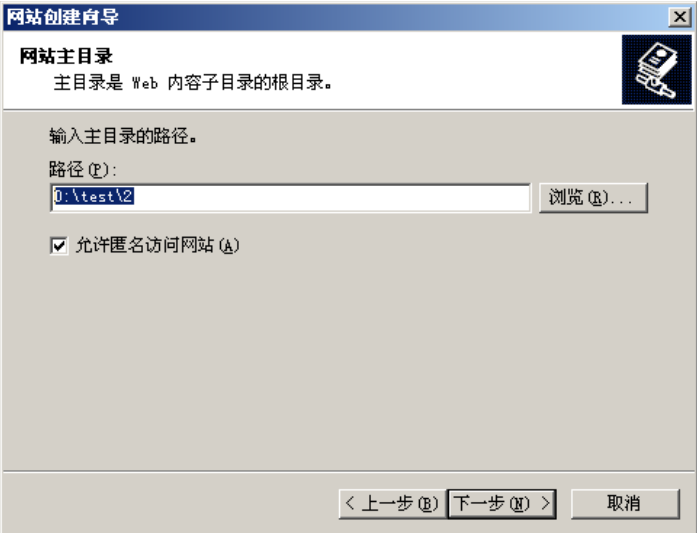 网站创建向导
网站主目录
主目录是 Web 内容子目录的根目录。
输入主目录的路径。
路径(P):
D:\test\2
浏览(R)...
允许匿名访问网站(A)
< 上一步(B)
下一步(N) >
取消